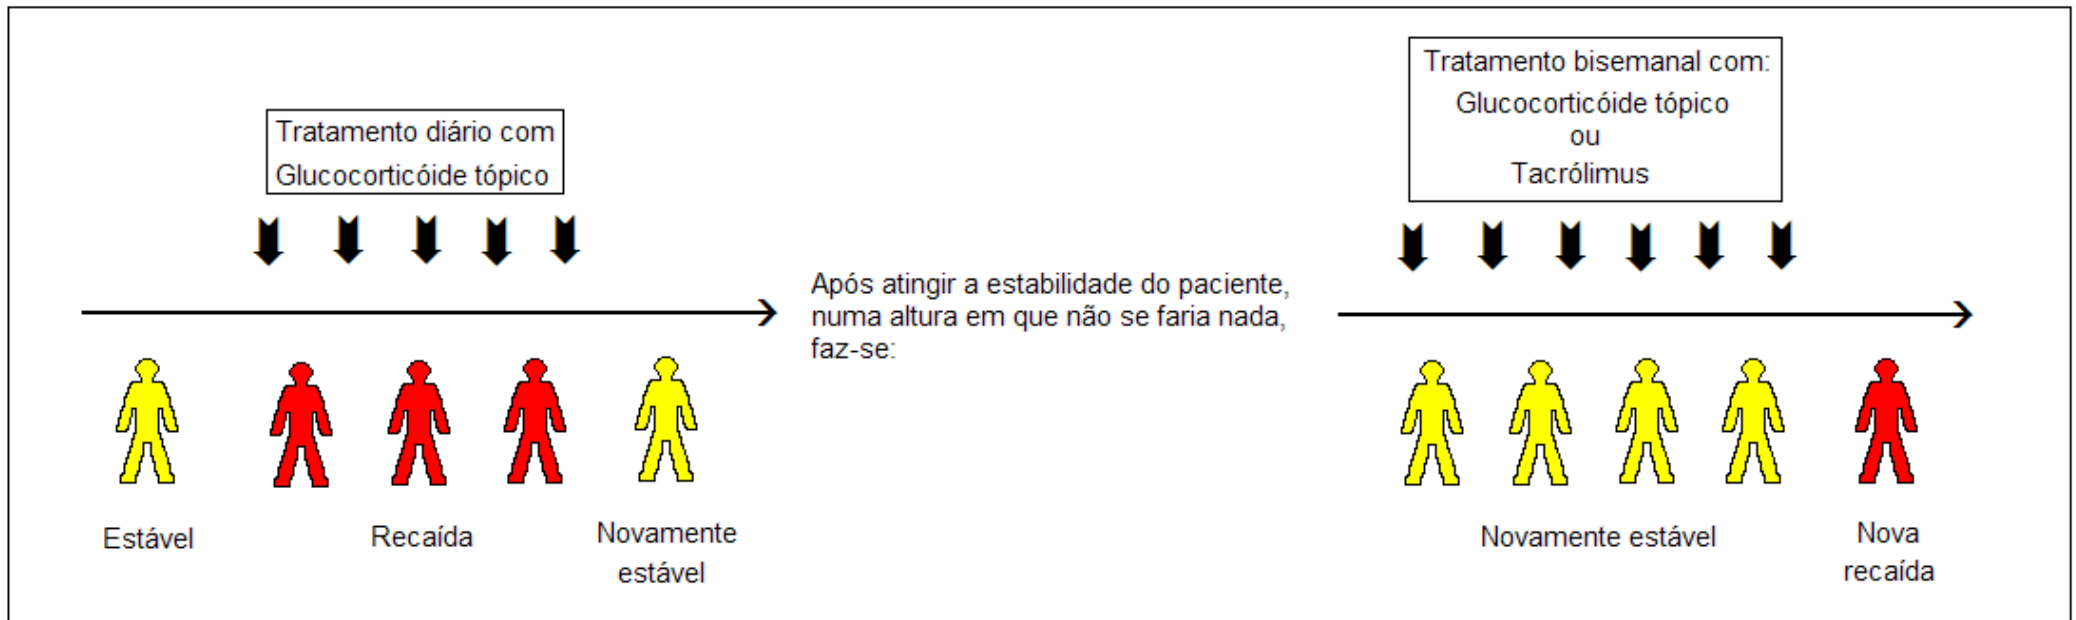 Tratamento diário com
Glucocorticóide tópico
Estável
Recaída
Novamente
estável
Após atingir a estabilidade do paciente,
numa altura em que não se faria nada,
faz-se:
Tratamento bisemanal com:
Glucocorticóide tópico
ou
Tacrólimus
Novamente estável
Nova
recaída